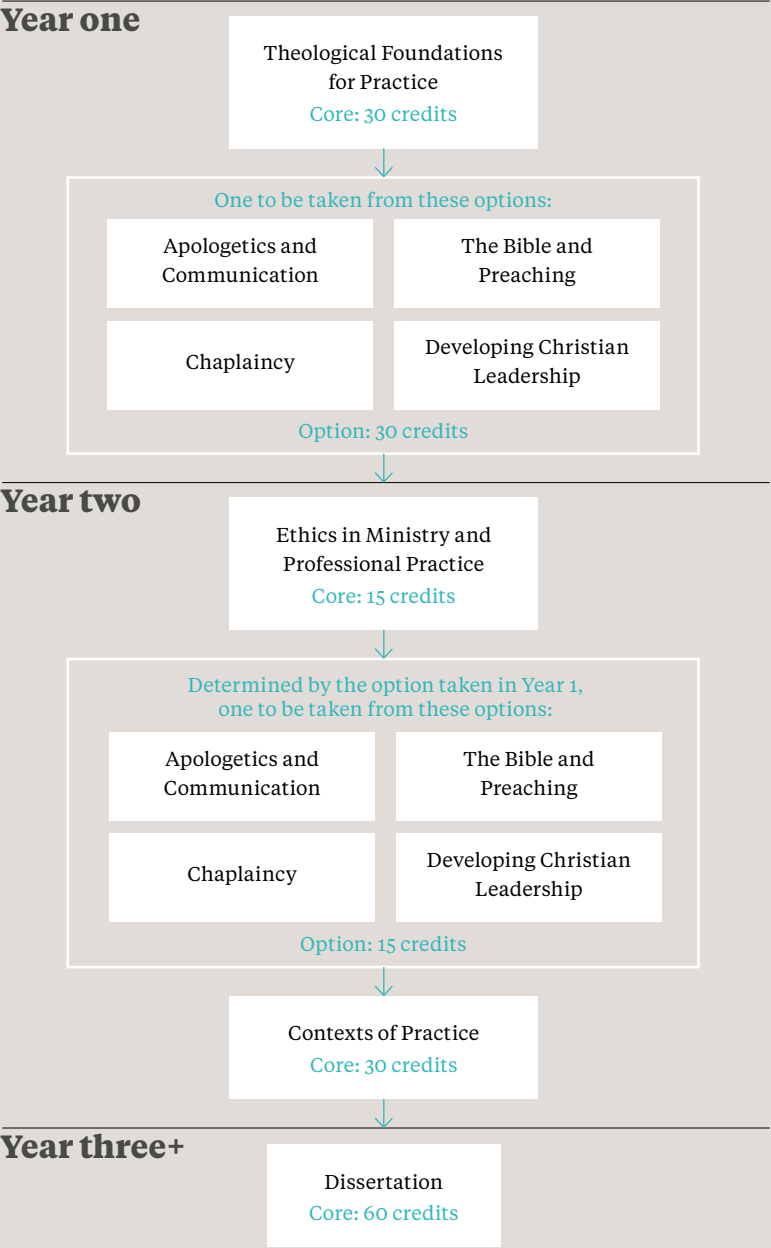 Year one
Theological Foundations
for Practice
Core: 30 credits
One to be taken from these options:
Apologetics and
Communication
The Bible and
Preaching
Chaplaincy
Developing Christian
Leadership
Option: 30 credits
Year two
Ethics in Ministry and
Professional Practice
Core: 15 credits
Determined by the option taken in Year 1,
one to be taken from these options:
Apologetics and
Communication
The Bible and
Preaching
Chaplaincy
Developing Christian
Leadership
Option: 15 credits
Contexts of Practice
Core: 30 credits
Year three+
Dissertation
Core: 60 credits